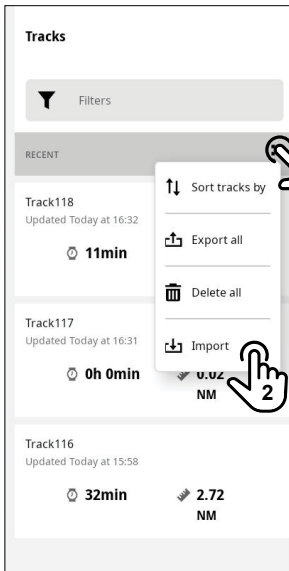 Tracks
Filters
RECENT
Sort tracks by
Export all
Delete all
Import
2
Track118
Updated Today at 16:32
11min
Track117
Updated Today at 16:31
0h 0min
0.02
NM
Track116
Updated Today at 15:58
32min
2.72
NM